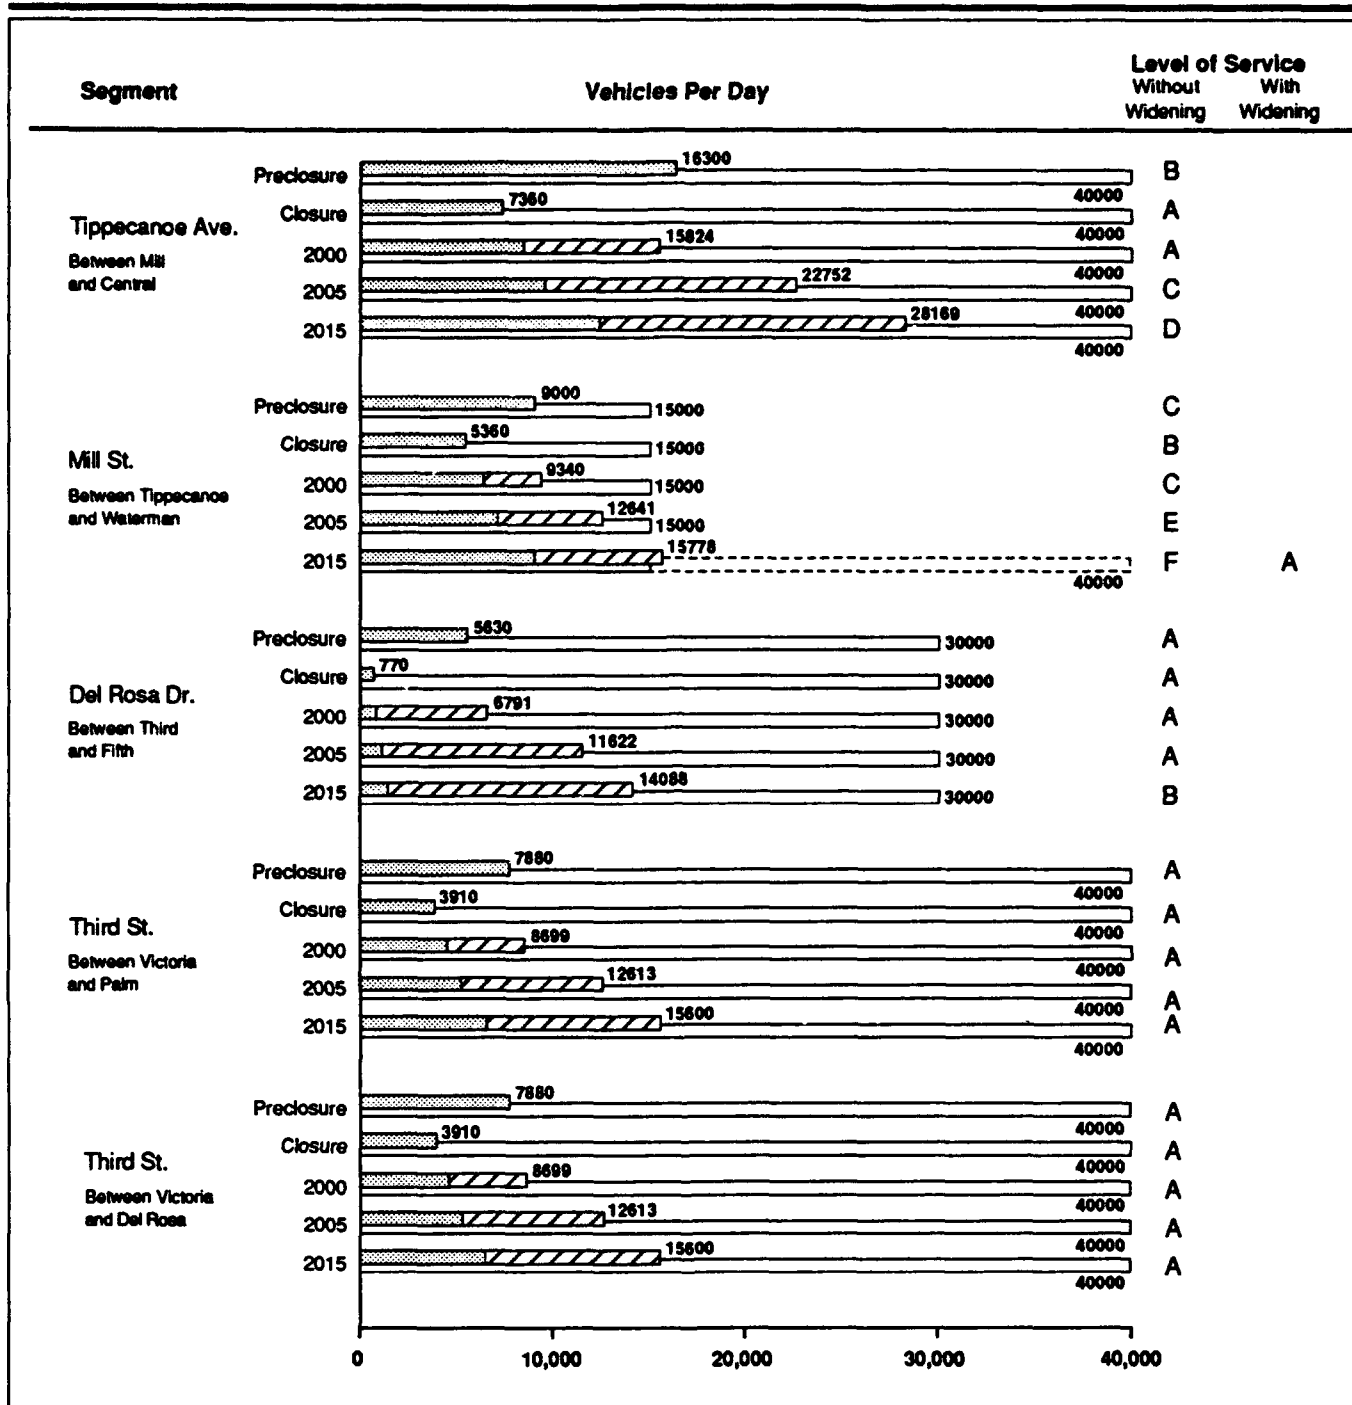 Level of Service
Segment Vehicles Per Day Without Widening With Widening
Preclosure 16300 40000 B
Closure 7360 40000 A
Tippecanoe Ave.
Between Mill
and Central
2000 15824 40000 A
2005 22752 40000 C
2015 28169 40000 D
Preclosure 9000 15000 C
Closure 5360 15000 B
Mill St.
Between Tippecanoe
and Waterman
2000 9340 15000 C
2005 12641 15000 E
2015 15778 40000 F A
Preclosure 5630 30000 A
Closure 770 30000 A
Del Rosa Dr.
Between Third
and Fifth
2000 6791 30000 A
2005 11622 30000 A
2015 14088 30000 B
Preclosure 7880 40000 A
Closure 3910 40000 A
Third St.
Between Victoria
and Palm
2000 8699 40000 A
2005 12613 40000 A
2015 15600 40000 A
Preclosure 7880 40000 A
Closure 3910 40000 A
Third St.
Between Victoria
and Del Rosa
2000 8699 40000 A
2005 12613 40000 A
2015 15600 40000 A
0 10,000 20,000 30,000 40,000